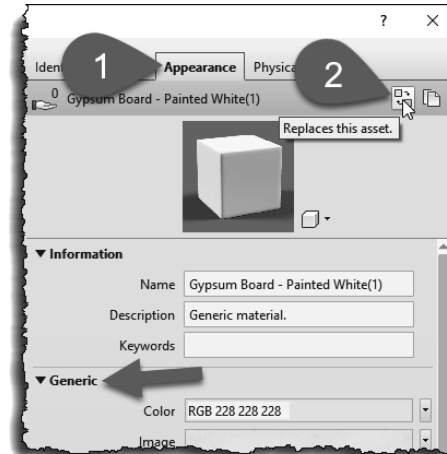 ? ×
Iden 1 Appearance Physica 2
0 Gypsum Board - Painted White(1)
Replaces this asset.
Information
Name Gypsum Board - Painted White(1)
Description Generic material.
Keywords
Generic
Color RGB 228 228 228
Image